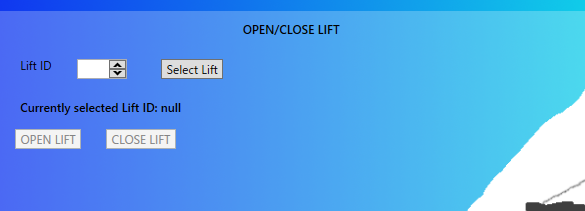 OPEN/CLOSE LIFT
Lift ID
Select Lift
Currently selected Lift ID: null
OPEN LIFT
CLOSE LIFT